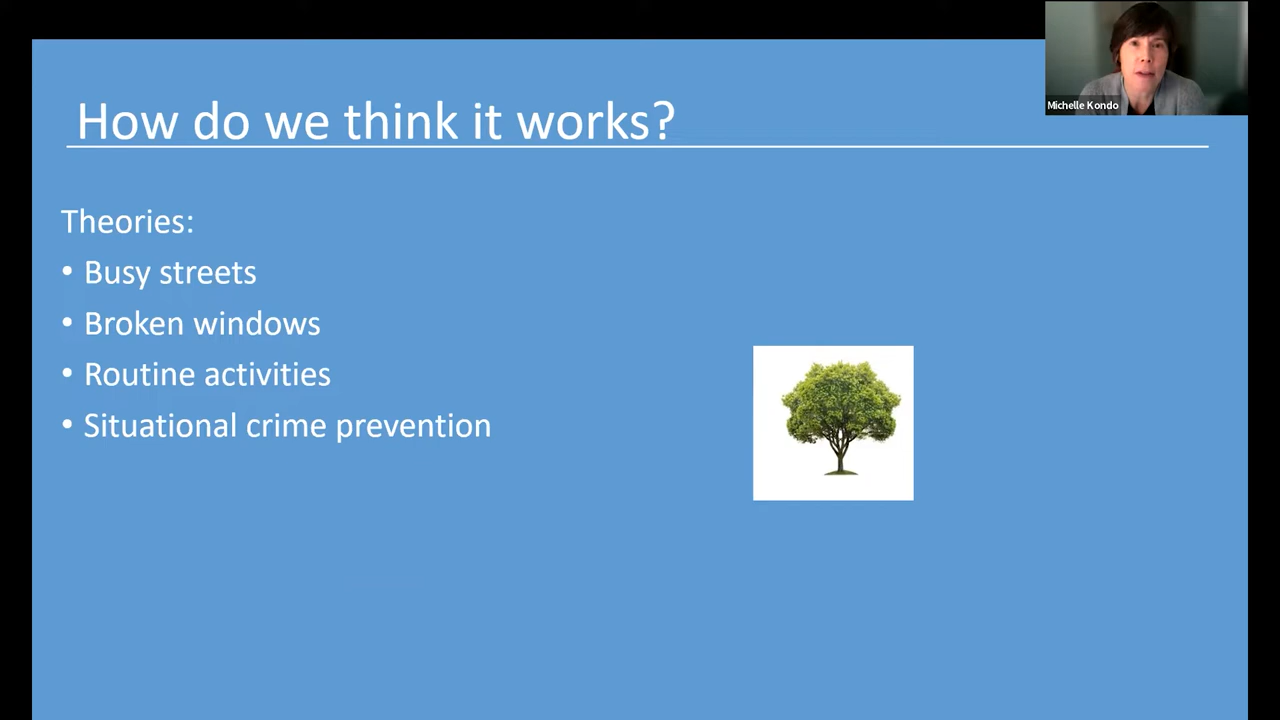 Michelle Kondo
How do we think it works?
Theories:
• Busy streets
• Broken windows
• Routine activities
• Situational crime prevention